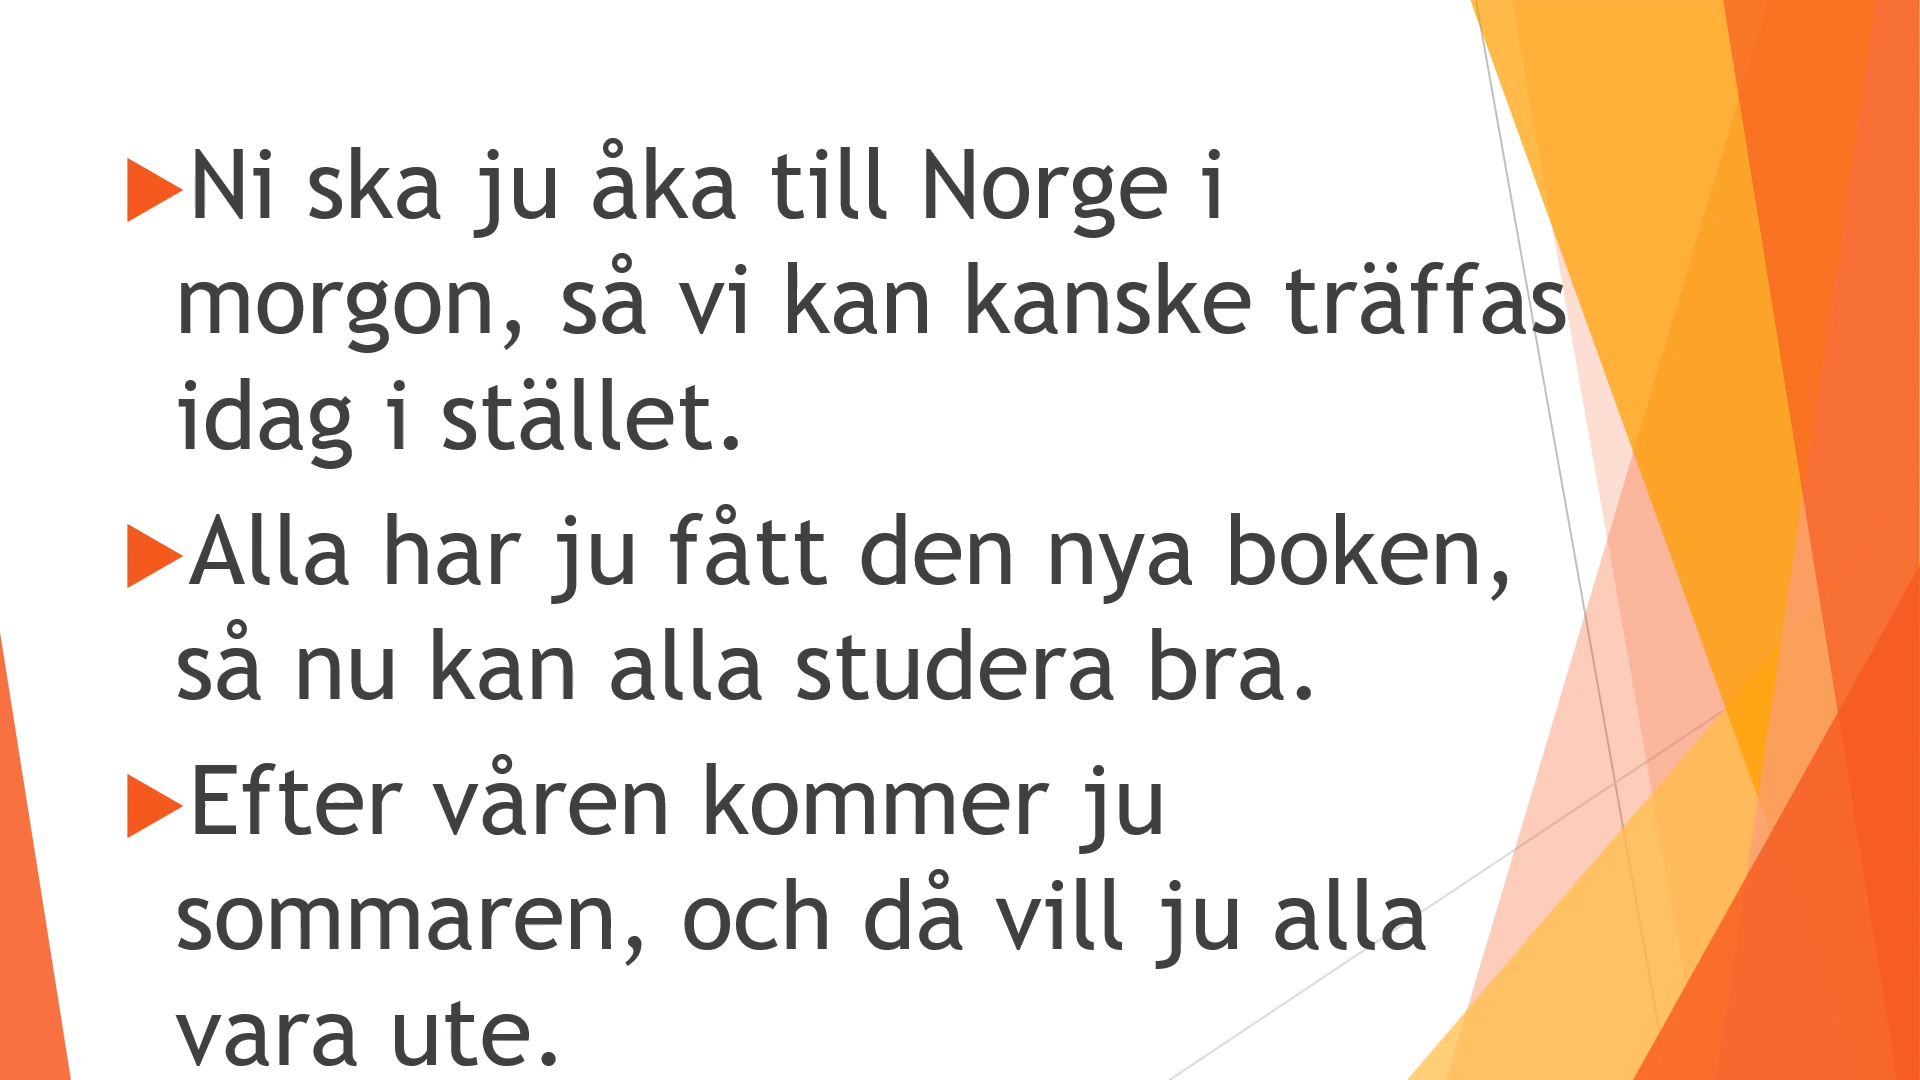 Ni ska ju åka till Norge i
morgon, så vi kan kanske träffas
idag i stället.
Alla har ju fått den nya boken,
så nu kan alla studera bra.
Efter våren kommer ju
sommaren, och då vill ju alla
vara ute.